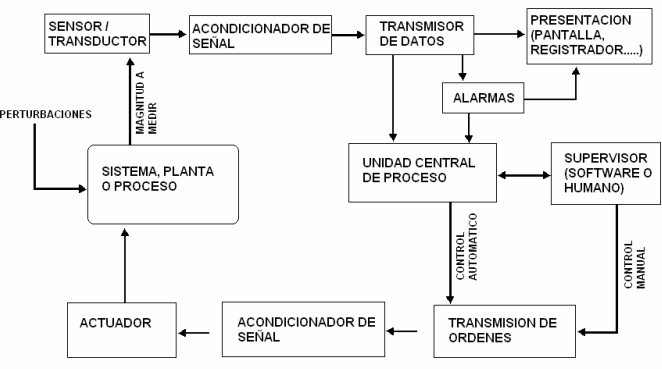 SENSOR /
TRANSDUCTOR
ACONDICIONADOR DE
SEÑAL
TRANSMISOR
DE DATOS
PRESENTACION
(PANTALLA,
REGISTRADOR.....)
ALARMAS
PERTURBACIONES
MAGNITUD A
MEDIR
SISTEMA, PLANTA
O PROCESO
UNIDAD CENTRAL
DE PROCESO
SUPERVISOR
(SOFTWARE O
HUMANO)
CONTROL
AUTOMATICO
CONTROL
MANUAL
ACTUADOR
ACONDICIONADOR DE
SEÑAL
TRANSMISION DE
ORDENES